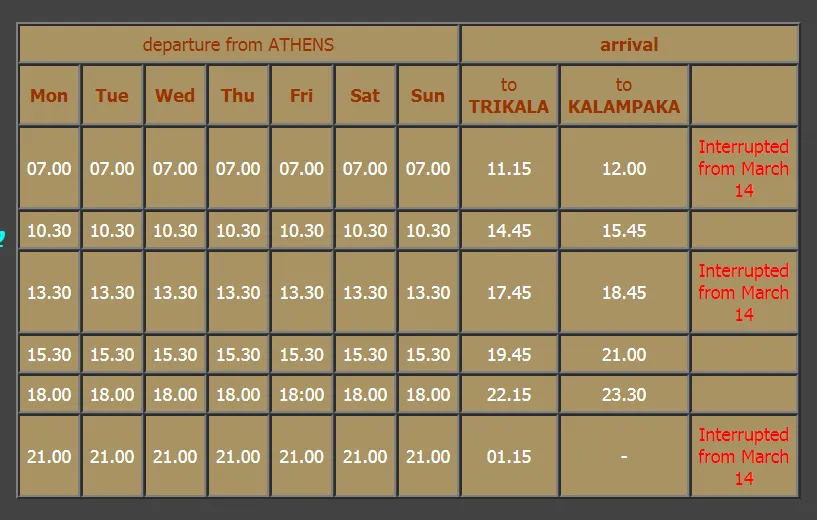 departure from ATHENS arrival
Mon Tue Wed Thu Fri Sat Sun to TRIKALA to KALAMPAKA
07.00 07.00 07.00 07.00 07.00 07.00 07.00 11.15 12.00 Interrupted from March 14
10.30 10.30 10.30 10.30 10.30 10.30 10.30 14.45 15.45
13.30 13.30 13.30 13.30 13.30 13.30 13.30 17.45 18.45 Interrupted from March 14
15.30 15.30 15.30 15.30 15.30 15.30 15.30 19.45 21.00
18.00 18.00 18.00 18.00 18:00 18.00 18.00 22.15 23.30
21.00 21.00 21.00 21.00 21.00 21.00 21.00 01.15 - Interrupted from March 14